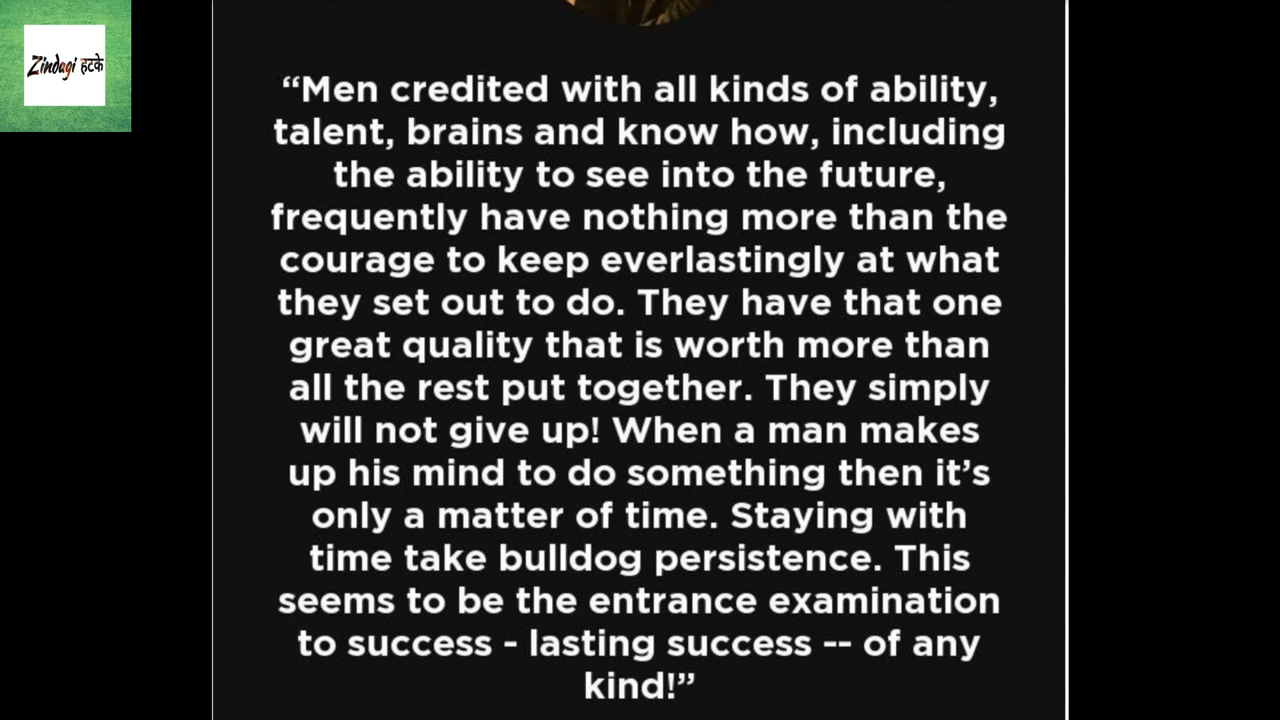 Zindagi हटके
“Men credited with all kinds of ability,
talent, brains and know how, including
the ability to see into the future,
frequently have nothing more than the
courage to keep everlastingly at what
they set out to do. They have that one
great quality that is worth more than
all the rest put together. They simply
will not give up! When a man makes
up his mind to do something then it’s
only a matter of time. Staying with
time take bulldog persistence. This
seems to be the entrance examination
to success - lasting success -- of any
kind!”